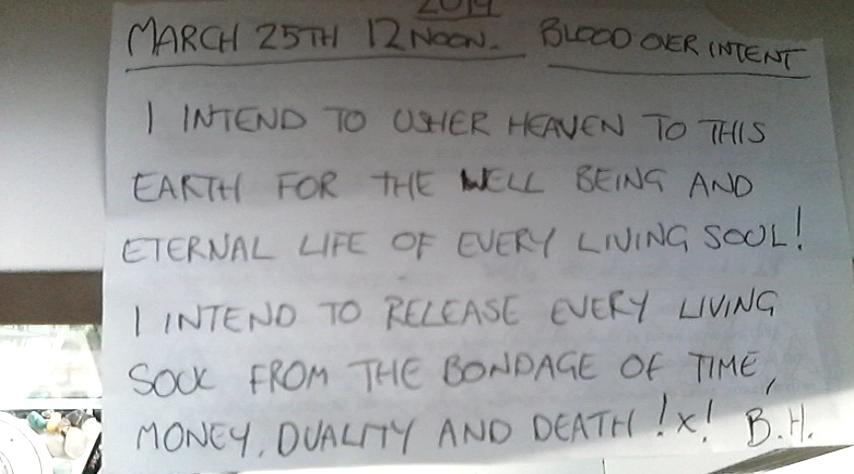 2014
MARCH 25TH 12 NOON. BLOOD OVER INTENT
I INTEND TO USHER HEAVEN TO THIS
EARTH FOR THE WELL BEING AND
ETERNAL LIFE OF EVERY LIVING SOUL!
I INTEND TO RELEASE EVERY LIVING
SOUL FROM THE BONDAGE OF TIME,
MONEY, DUALITY AND DEATH!x! B.H.